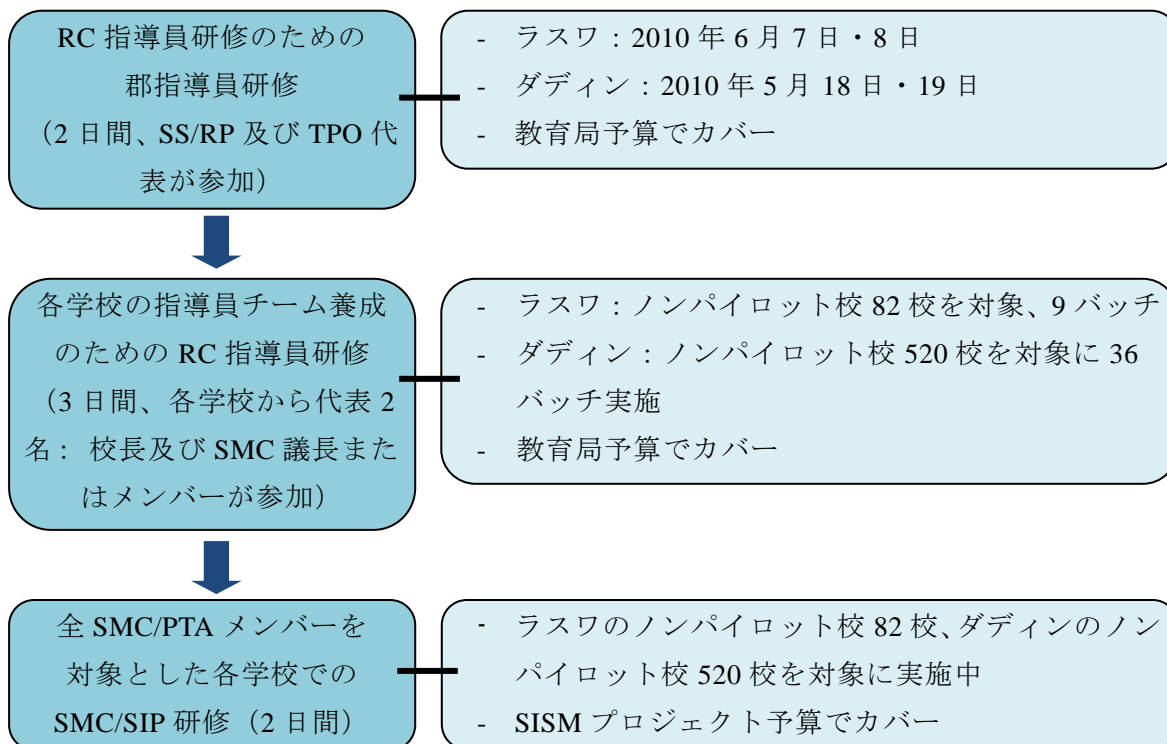 RC 指導員研修のための
郡指導員研修
（2 日間、SS/RP 及び TPO 代
表が参加）
- ラスワ：2010 年 6 月 7 日・8 日
- ダディン：2010 年 5 月 18 日・19 日
- 教育局予算でカバー
各学校の指導員チーム養成
のための RC 指導員研修
（3 日間、各学校から代表 2
名： 校長及び SMC 議長また
はメンバーが参加）
- ラスワ：ノンパイロット校 82 校を対象、9 バッチ
- ダディン：ノンパイロット校 520 校を対象に 36
バッチ実施
- 教育局予算でカバー
全 SMC/PTA メンバーを
対象とした各学校での
SMC/SIP 研修（2 日間）
- ラスワのノンパイロット校 82 校、ダディンのノン
パイロット校 520 校を対象に実施中
- SISM プロジェクト予算でカバー